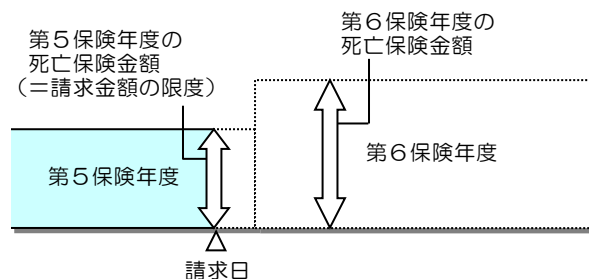 第５保険年度の
死亡保険金額
（＝請求金額の限度）
第６保険年度の
死亡保険金額
第５保険年度
第６保険年度
請求日